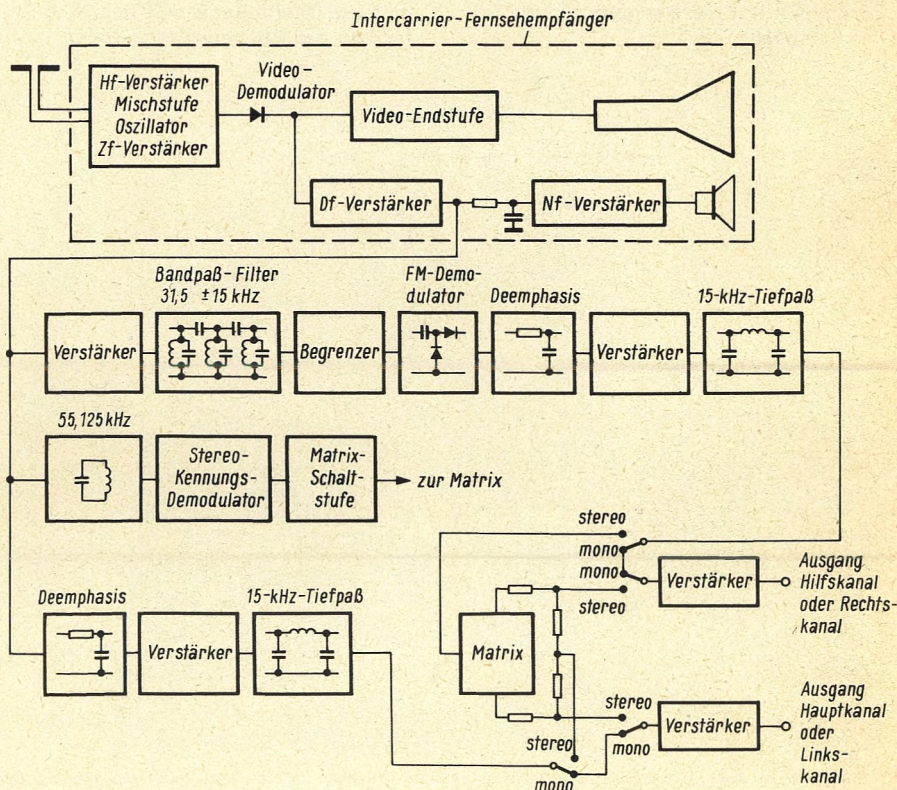 Intercarrier-Fernsehempfänger
Hf-Verstärker
Mischstufe
Oszillator
Zf-Verstärker
Video-
Demodulator
Video-Endstufe
Df-Verstärker
Nf-Verstärker
Bandpaß-Filter
31,5 ±15 kHz
FM-Demo-
dulator
Deemphasis
15-kHz-Tiefpaß
Verstärker
Begrenzer
Verstärker
55,125 kHz
Stereo-
Kennungs-
Demodulator
Matrix-
Schalt-
stufe
zur Matrix
stereo
mono
mono
stereo
Verstärker
Ausgang
Hilfskanal
oder Rechts-
kanal
Deemphasis
15-kHz-Tiefpaß
Verstärker
Matrix
stereo
mono
stereo
mono
Verstärker
Ausgang
Hauptkanal
oder
Links-
kanal